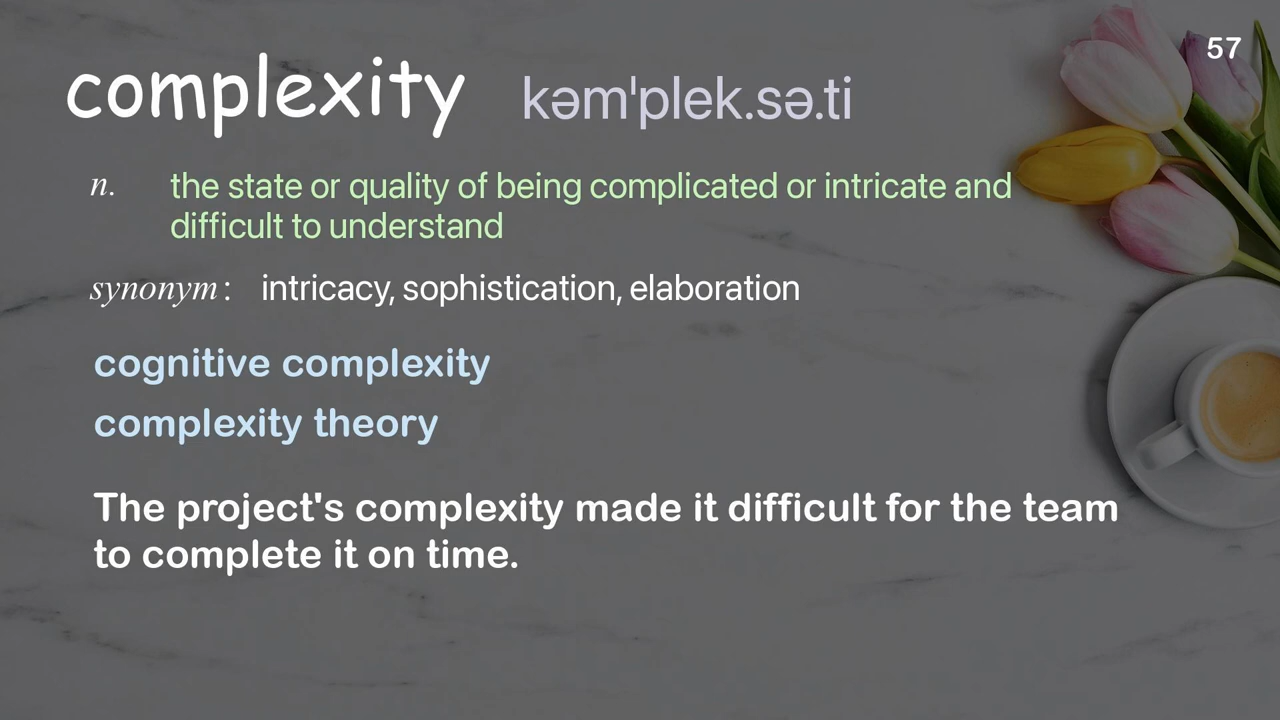 57
complexity kəm'plek.sə.ti
n. the state or quality of being complicated or intricate and
difficult to understand
synonym: intricacy, sophistication, elaboration
cognitive complexity
complexity theory
The project's complexity made it difficult for the team
to complete it on time.